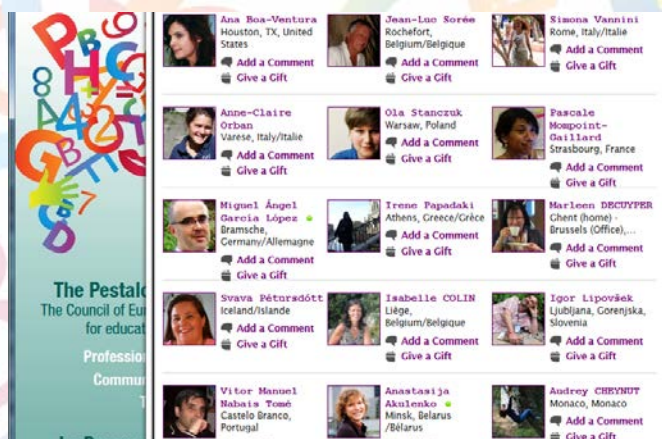 Ana Boa-Ventura
Houston, TX, United
States
Add a Comment
Give a Gift
Jean-Luc Sorée
Rochefort,
Belgium/Belgique
Add a Comment
Give a Gift
Simona Vannini
Rome, Italy/Italie
Add a Comment
Give a Gift
Anne-Claire
Orban
Varese, Italy/Italie
Add a Comment
Give a Gift
Ola Stanczuk
Warsaw, Poland
Add a Comment
Give a Gift
Pascale
Mompoint-
Gaillard
Strasbourg, France
Add a Comment
Give a Gift
Miguel Ángel
García López
Bramsche,
Germany/Allemagne
Add a Comment
Give a Gift
Irene Papadaki
Athens, Greece/Grèce
Add a Comment
Give a Gift
Marleen DECUYPER
Ghent (home) -
Brussels (Office),...
Add a Comment
Give a Gift
Svava Pétursdótt
Iceland/Islande
Add a Comment
Give a Gift
Isabelle COLIN
Liège,
Belgium/Belgique
Add a Comment
Give a Gift
Igor Lipovšek
Ljubljana, Gorenjska,
Slovenia
Add a Comment
Give a Gift
Vitor Manuel
Nabais Tomé
Castelo Branco,
Portugal
Anastasija
Akulenko
Minsk, Belarus
/Bélarus
Audrey CHEYNUT
Monaco, Monaco
Add a Comment
Give a Gift
The Pestalo
The Council of Eur
for educat
Professio
Commun
T